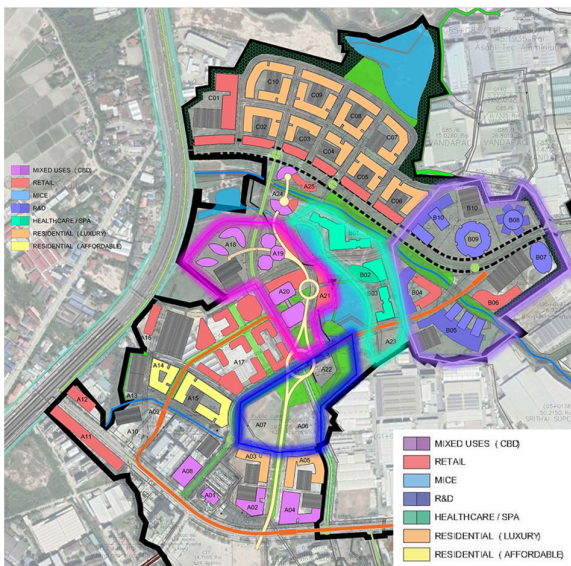 C10
C09
C08
C07
C01
C02
C03
C04
C05
C06
VANDAPAC
MIXED USES (CBD)
RETAIL
MICE
R&D
HEALTHCARE / SPA
RESIDENTIAL (LUXURY)
RESIDENTIAL (AFFORDABLE)
A24
A25
B10
B10
B08
B09
B07
A18
A19
B01
B02
B03
B04
B06
B05
A20
A21
A23
A16
A17
A22
A14
A15
A12
A13
A09
A11
A10
A07
A06
A08
A03
A05
A01
A02
A04
MIXED USES (CBD)
RETAIL
MICE
R&D
HEALTHCARE / SPA
RESIDENTIAL (LUXURY)
RESIDENTIAL (AFFORDABLE)